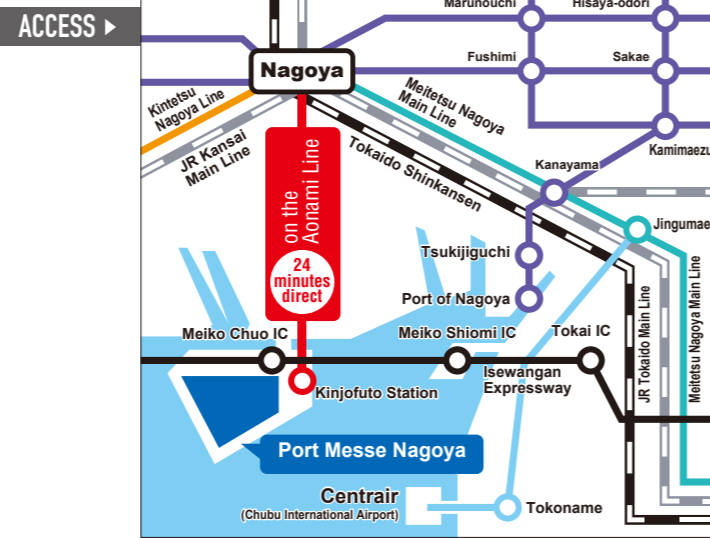 ACCESS
Marunouchi
Hisaya-odori
Nagoya
Fushimi
Sakae
Kintetsu
Nagoya Line
Meitetsu Nagoya
Main Line
JR Kansai
Main Line
Tokaido Shinkansen
Kamimaezu
Kanayama
on the
Aonami Line
24
minutes
direct
Jingumae
Tsukijiguchi
Port of Nagoya
Meiko Chuo IC
Meiko Shiomi IC
Tokai IC
JR Tokaido Main Line
Meitetsu Nagoya Main Line
Isewangan
Expressway
Kinjofuto Station
Port Messe Nagoya
Centrair
(Chubu International Airport)
Tokoname